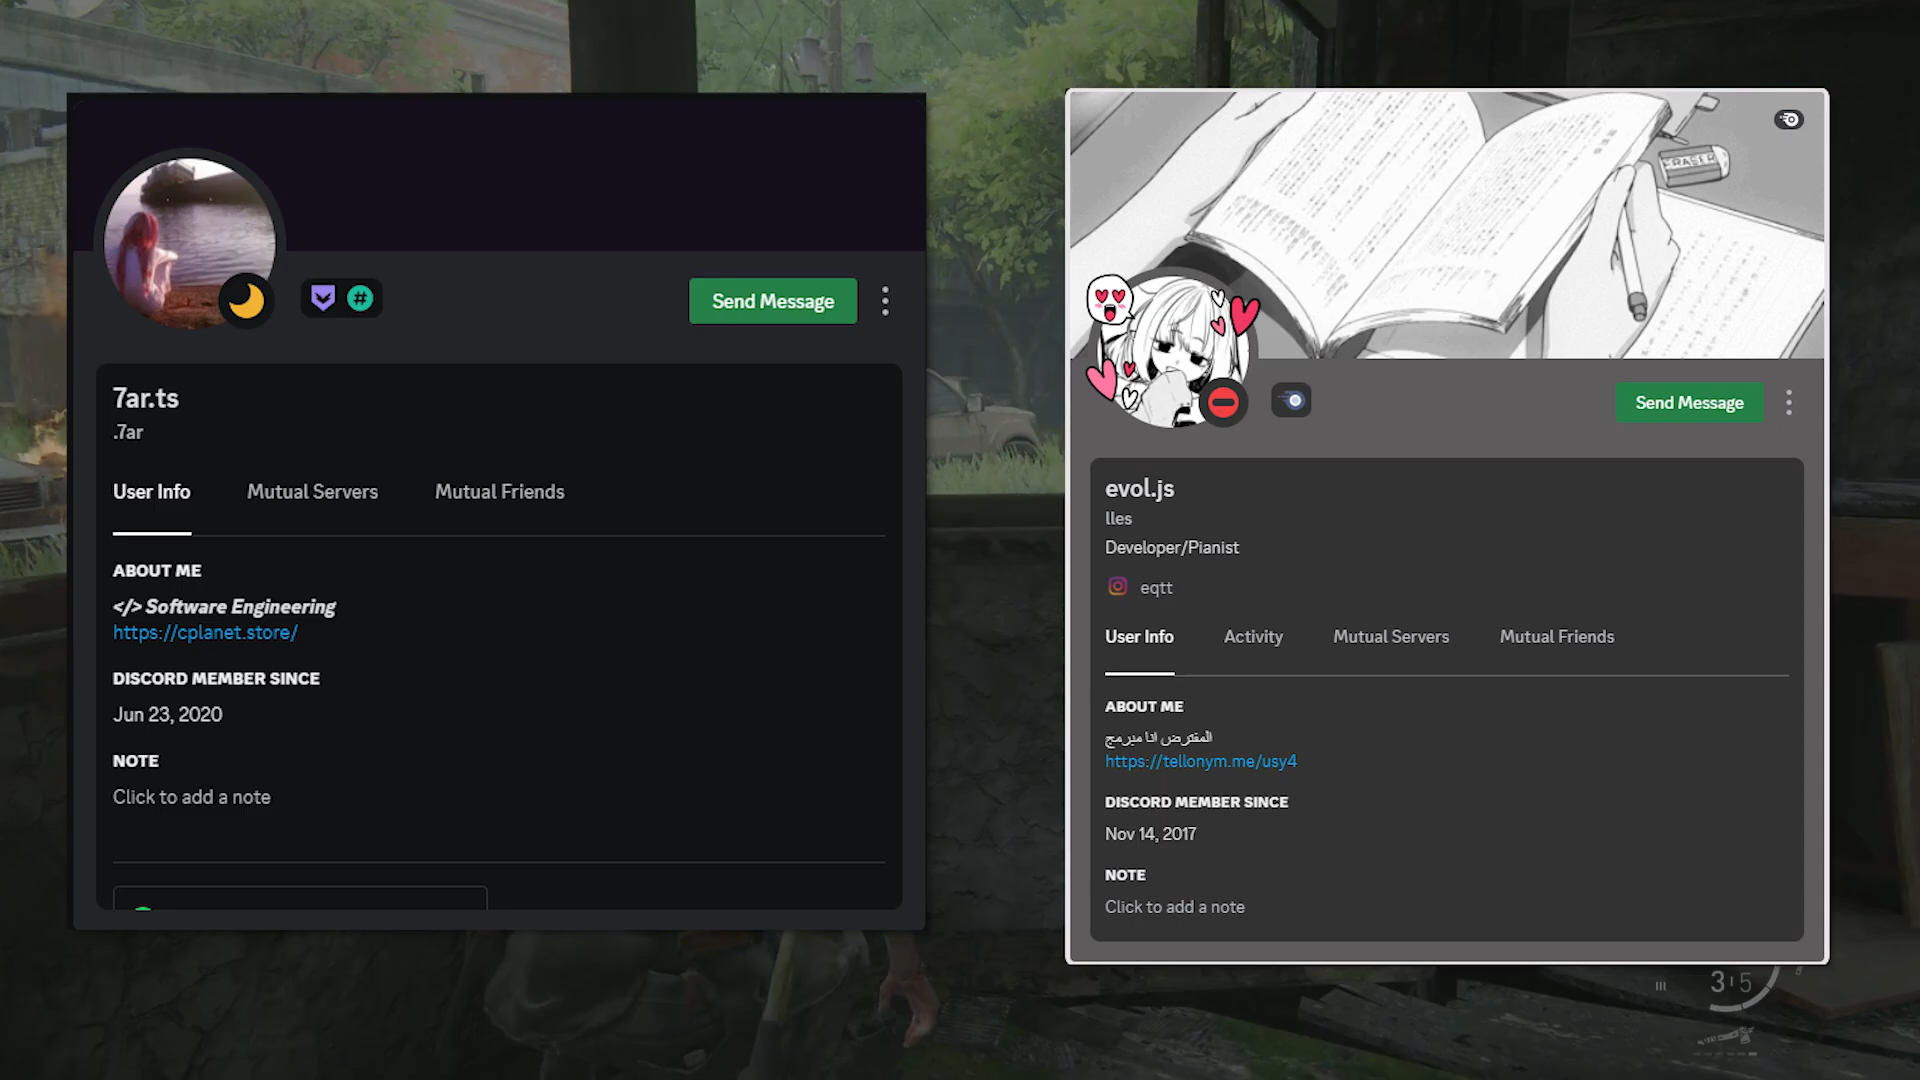 Send Message
7ar.ts
.7ar
User Info
Mutual Servers
Mutual Friends
ABOUT ME
</> Software Engineering
https://cplanet.store/
DISCORD MEMBER SINCE
Jun 23, 2020
NOTE
Click to add a note
ERASER
Send Message
evol.js
lles
Developer/Pianist
eqtt
User Info
Activity
Mutual Servers
Mutual Friends
ABOUT ME
المفترض انا مبرمج
https://tellonym.me/usy4
DISCORD MEMBER SINCE
Nov 14, 2017
NOTE
Click to add a note
3
5